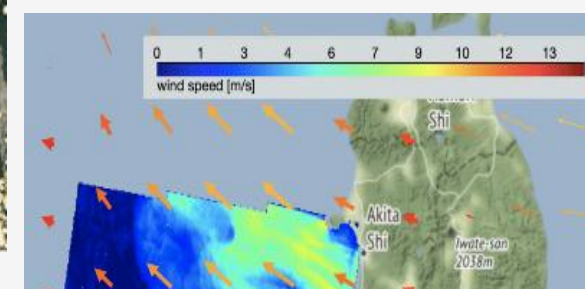 0 1 3 4 6 7 9 10 12 13
wind speed [m/s]
Shi
Akita
Shi
Iwate-san
2038m